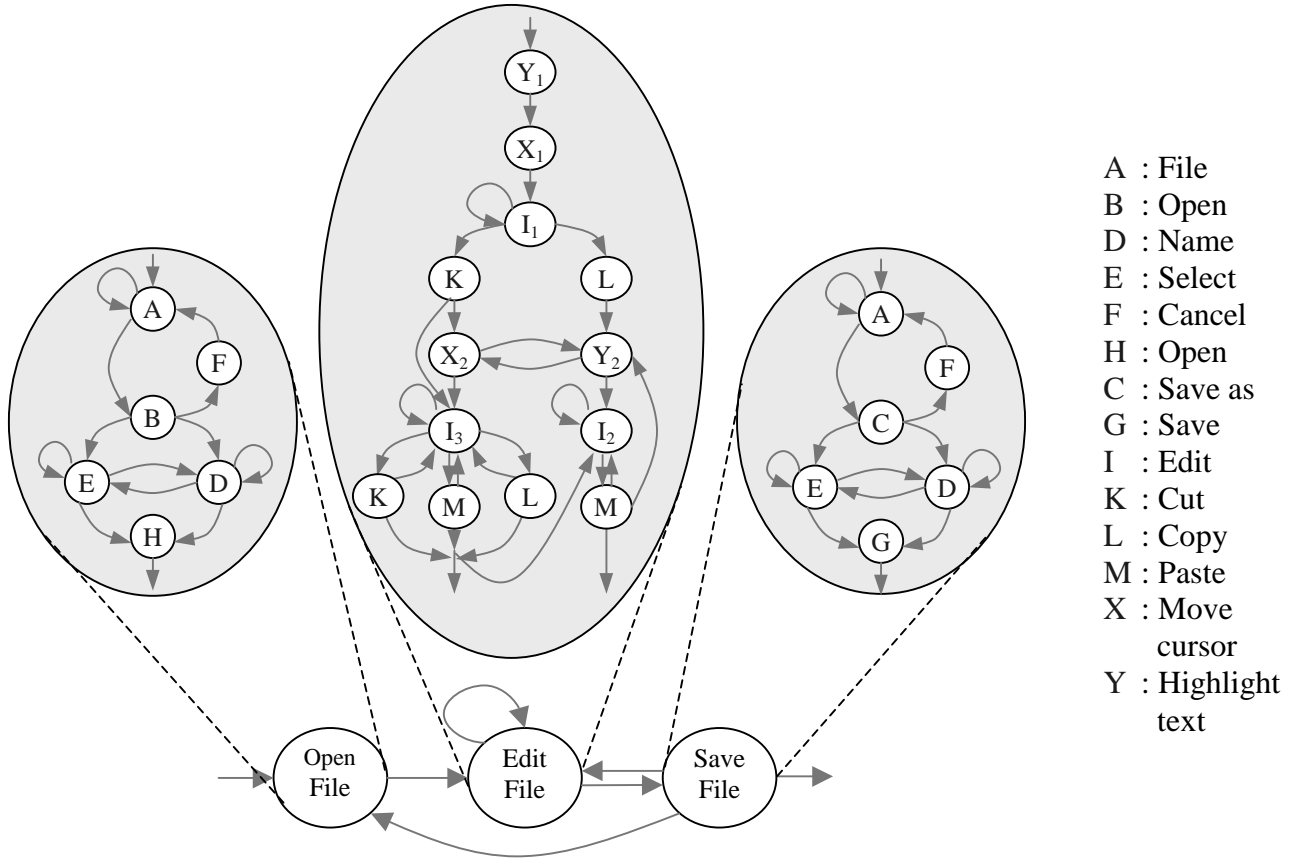 Y1
X1
I1
K L
X2 Y2
I3 I2
K M L M
A
F
B
E D
H
A
F
C
E D
G
Open
File
Edit
File
Save
File
A : File
B : Open
D : Name
E : Select
F : Cancel
H : Open
C : Save as
G : Save
I : Edit
K : Cut
L : Copy
M : Paste
X : Move
cursor
Y : Highlight
text